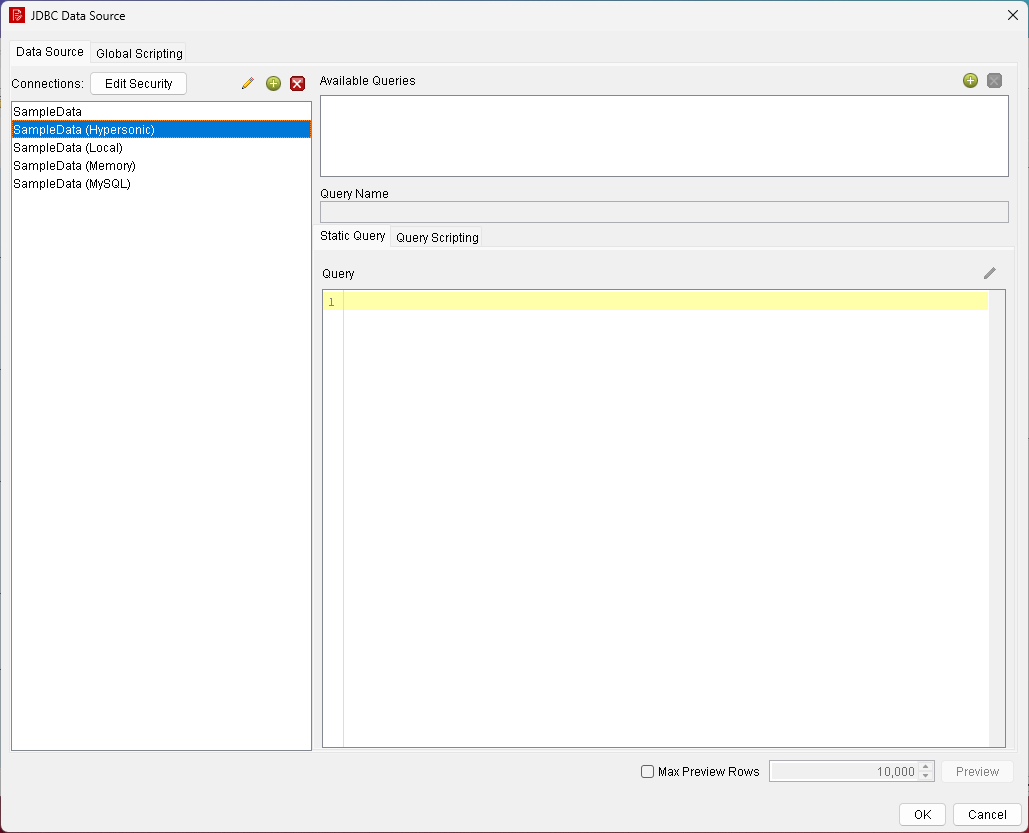 JDBC Data Source
Data Source
Global Scripting
Connections:
Edit Security
SampleData
SampleData (Hypersonic)
SampleData (Local)
SampleData (Memory)
SampleData (MySQL)
Available Queries
Query Name
Static Query
Query Scripting
Query
1
Max Preview Rows
10,000
Preview
OK
Cancel